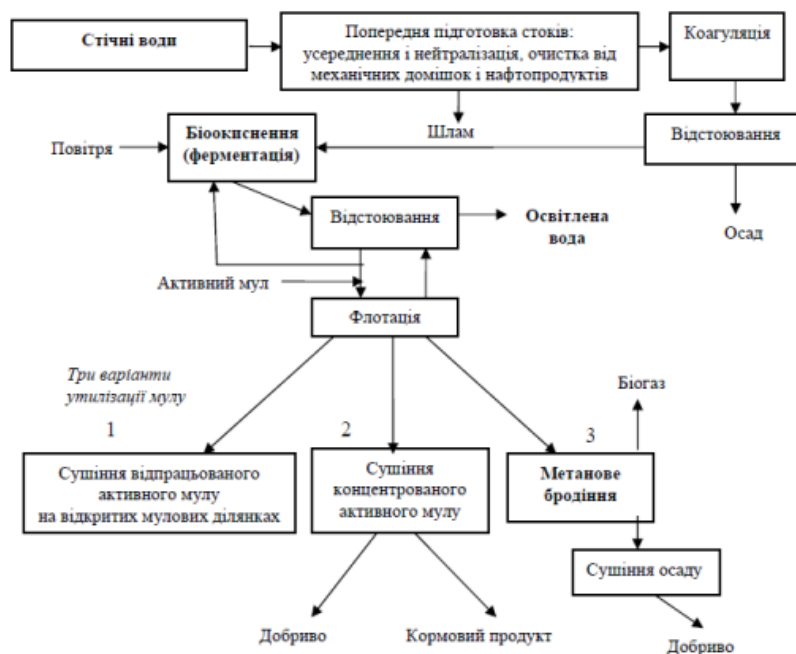 Стічні води
Попередня підготовка стоків:
усереднення і нейтралізація, очистка від
механічних домішок і нафтопродуктів
Коагуляція
Шлам
Відстоювання
Повітря
Біоокиснення
(ферментація)
Відстоювання
Освітлена
вода
Осад
Активний мул
Флотація
Три варіанти
утилізації мулу
1
2
3
Біогаз
Сушіння відпрацьованого
активного мулу
на відкритих мулових ділянках
Сушіння
концентрованого
активного мулу
Метанове
бродіння
Сушіння осаду
Добриво
Кормовий продукт
Добриво